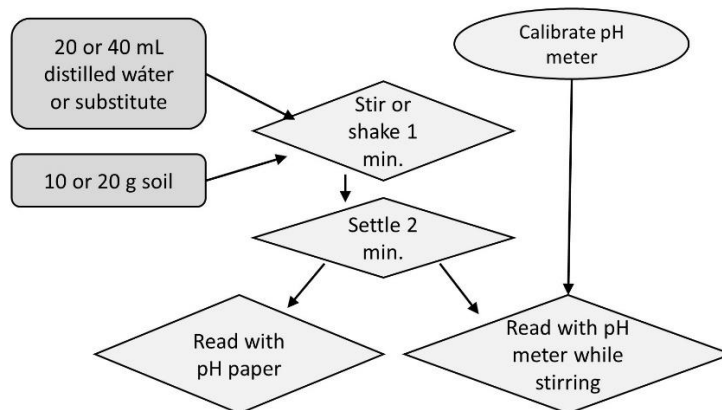 20 or 40 mL
distilled wáter
or substitute
Calibrate pH
meter
Stir or
shake 1
min.
10 or 20 g soil
Settle 2
min.
Read with
pH paper
Read with pH
meter while
stirring